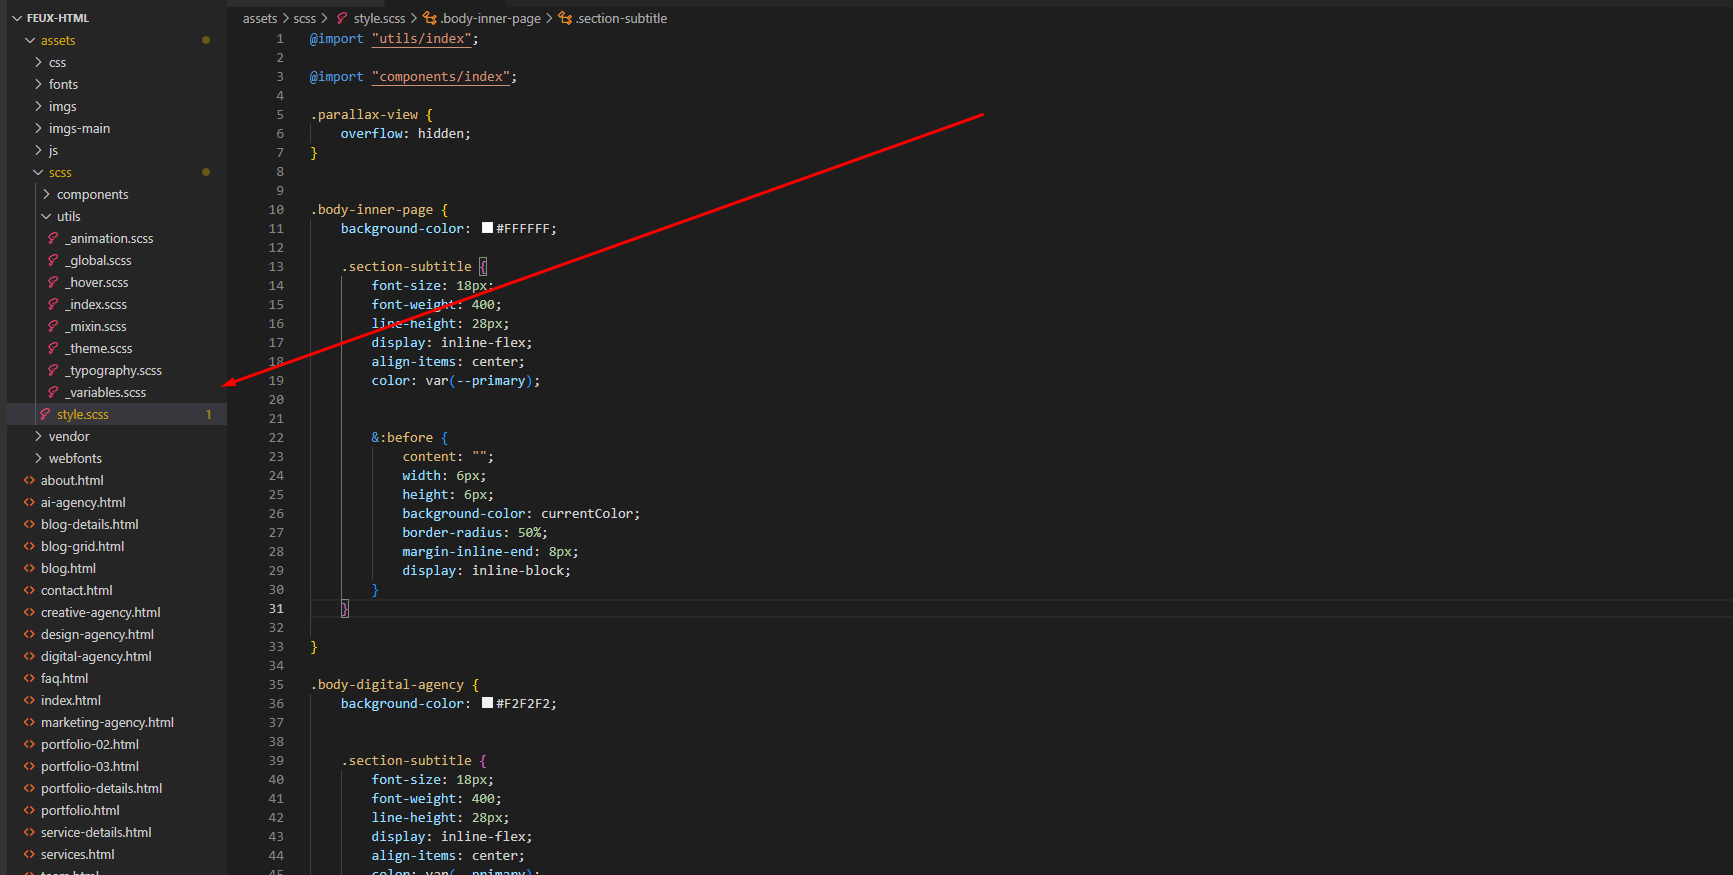 FEUX-HTML
assets
css
fonts
imgs
imgs-main
js
scss
components
utils
_animation.scss
_global.scss
_hover.scss
_index.scss
_mixin.scss
_theme.scss
_typography.scss
_variables.scss
style.scss 1
vendor
webfonts
about.html
ai-agency.html
blog-details.html
blog-grid.html
blog.html
contact.html
creative-agency.html
design-agency.html
digital-agency.html
faq.html
index.html
marketing-agency.html
portfolio-02.html
portfolio-03.html
portfolio-details.html
portfolio.html
service-details.html
services.html
team.html
assets > scss > style.scss > .body-inner-page > .section-subtitle
1 @import "utils/index";
2
3 @import "components/index";
4
5 .parallax-view {
6 overflow: hidden;
7 }
8
9
10 .body-inner-page {
11 background-color: #FFFFFF;
12
13 .section-subtitle {
14 font-size: 18px;
15 font-weight: 400;
16 line-height: 28px;
17 display: inline-flex;
18 align-items: center;
19 color: var(--primary);
20
21
22 &:before {
23 content: "";
24 width: 6px;
25 height: 6px;
26 background-color: currentColor;
27 border-radius: 50%;
28 margin-inline-end: 8px;
29 display: inline-block;
30 }
31 }
32
33 }
34
35 .body-digital-agency {
36 background-color: #F2F2F2;
37
38
39 .section-subtitle {
40 font-size: 18px;
41 font-weight: 400;
42 line-height: 28px;
43 display: inline-flex;
44 align-items: center;
45 color: var(--primary);